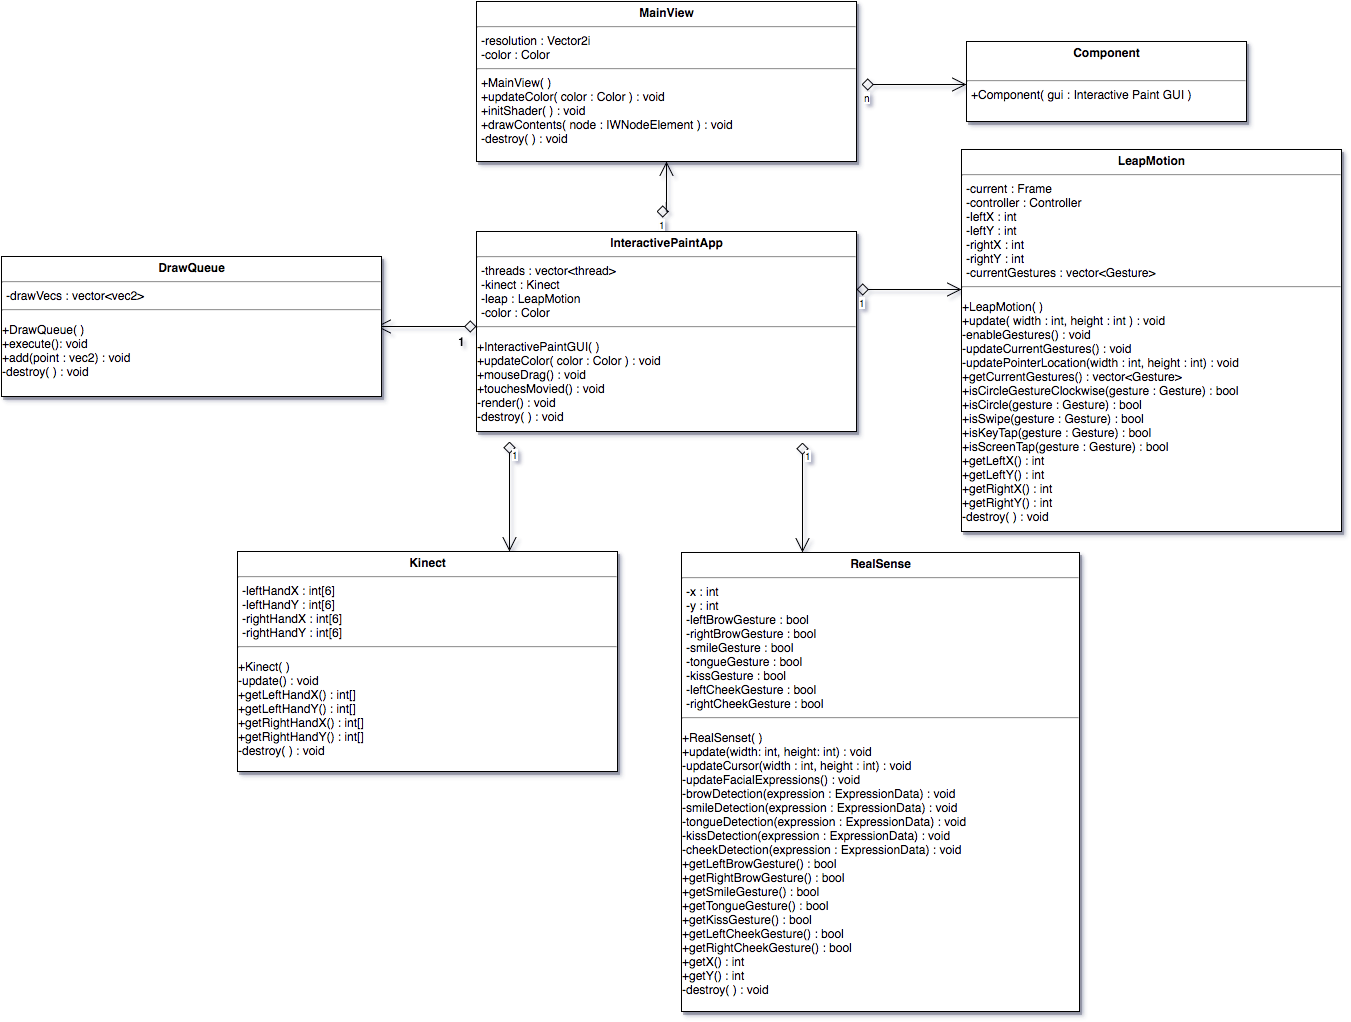 MainView
-resolution : Vector2i
-color : Color
+MainView( )
+updateColor( color : Color ) : void
+initShader( ) : void
+drawContents( node : IWNodeElement ) : void
-destroy( ) : void
n
Component
+Component( gui : Interactive Paint GUI )
1
InteractivePaintApp
-threads : vector<thread>
-kinect : Kinect
-leap : LeapMotion
-color : Color
+InteractivePaintGUI( )
+updateColor( color : Color ) : void
+mouseDrag() : void
+touchesMovied() : void
-render() : void
-destroy( ) : void
1
LeapMotion
-current : Frame
-controller : Controller
-leftX : int
-leftY : int
-rightX : int
-rightY : int
-currentGestures : vector<Gesture>
+LeapMotion( )
+update( width : int, height : int ) : void
-enableGestures() : void
-updateCurrentGestures() : void
-updatePointerLocation(width : int, height : int) : void
+getCurrentGestures() : vector<Gesture>
+isCircleGestureClockwise(gesture : Gesture) : bool
+isCircle(gesture : Gesture) : bool
+isSwipe(gesture : Gesture) : bool
+isKeyTap(gesture : Gesture) : bool
+isScreenTap(gesture : Gesture) : bool
+getLeftX() : int
+getLeftY() : int
+getRightX() : int
+getRightY() : int
-destroy( ) : void
DrawQueue
-drawVecs : vector<vec2>
+DrawQueue( )
+execute(): void
+add(point : vec2) : void
-destroy( ) : void
1
1
1
Kinect
-leftHandX : int[6]
-leftHandY : int[6]
-rightHandX : int[6]
-rightHandY : int[6]
+Kinect( )
-update() : void
+getLeftHandX() : int[]
+getLeftHandY() : int[]
+getRightHandX() : int[]
+getRightHandY() : int[]
-destroy( ) : void
RealSense
-x : int
-y : int
-leftBrowGesture : bool
-rightBrowGesture : bool
-smileGesture : bool
-tongueGesture : bool
-kissGesture : bool
-leftCheekGesture : bool
-rightCheekGesture : bool
+RealSenset( )
+update(width: int, height: int) : void
-updateCursor(width : int, height : int) : void
-updateFacialExpressions() : void
-browDetection(expression : ExpressionData) : void
-smileDetection(expression : ExpressionData) : void
-tongueDetection(expression : ExpressionData) : void
-kissDetection(expression : ExpressionData) : void
-cheekDetection(expression : ExpressionData) : void
+getLeftBrowGesture() : bool
+getRightBrowGesture() : bool
+getSmileGesture() : bool
+getTongueGesture() : bool
+getKissGesture() : bool
+getLeftCheekGesture() : bool
+getRightCheekGesture() : bool
+getX() : int
+getY() : int
-destroy( ) : void